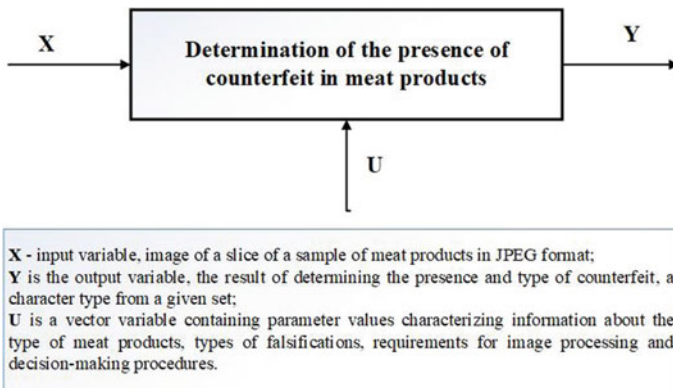 X
Determination of the presence of
counterfeit in meat products
Y
U
X - input variable, image of a slice of a sample of meat products in JPEG format;
Y is the output variable, the result of determining the presence and type of counterfeit, a
character type from a given set;
U is a vector variable containing parameter values characterizing information about the
type of meat products, types of falsifications, requirements for image processing and
decision-making procedures.